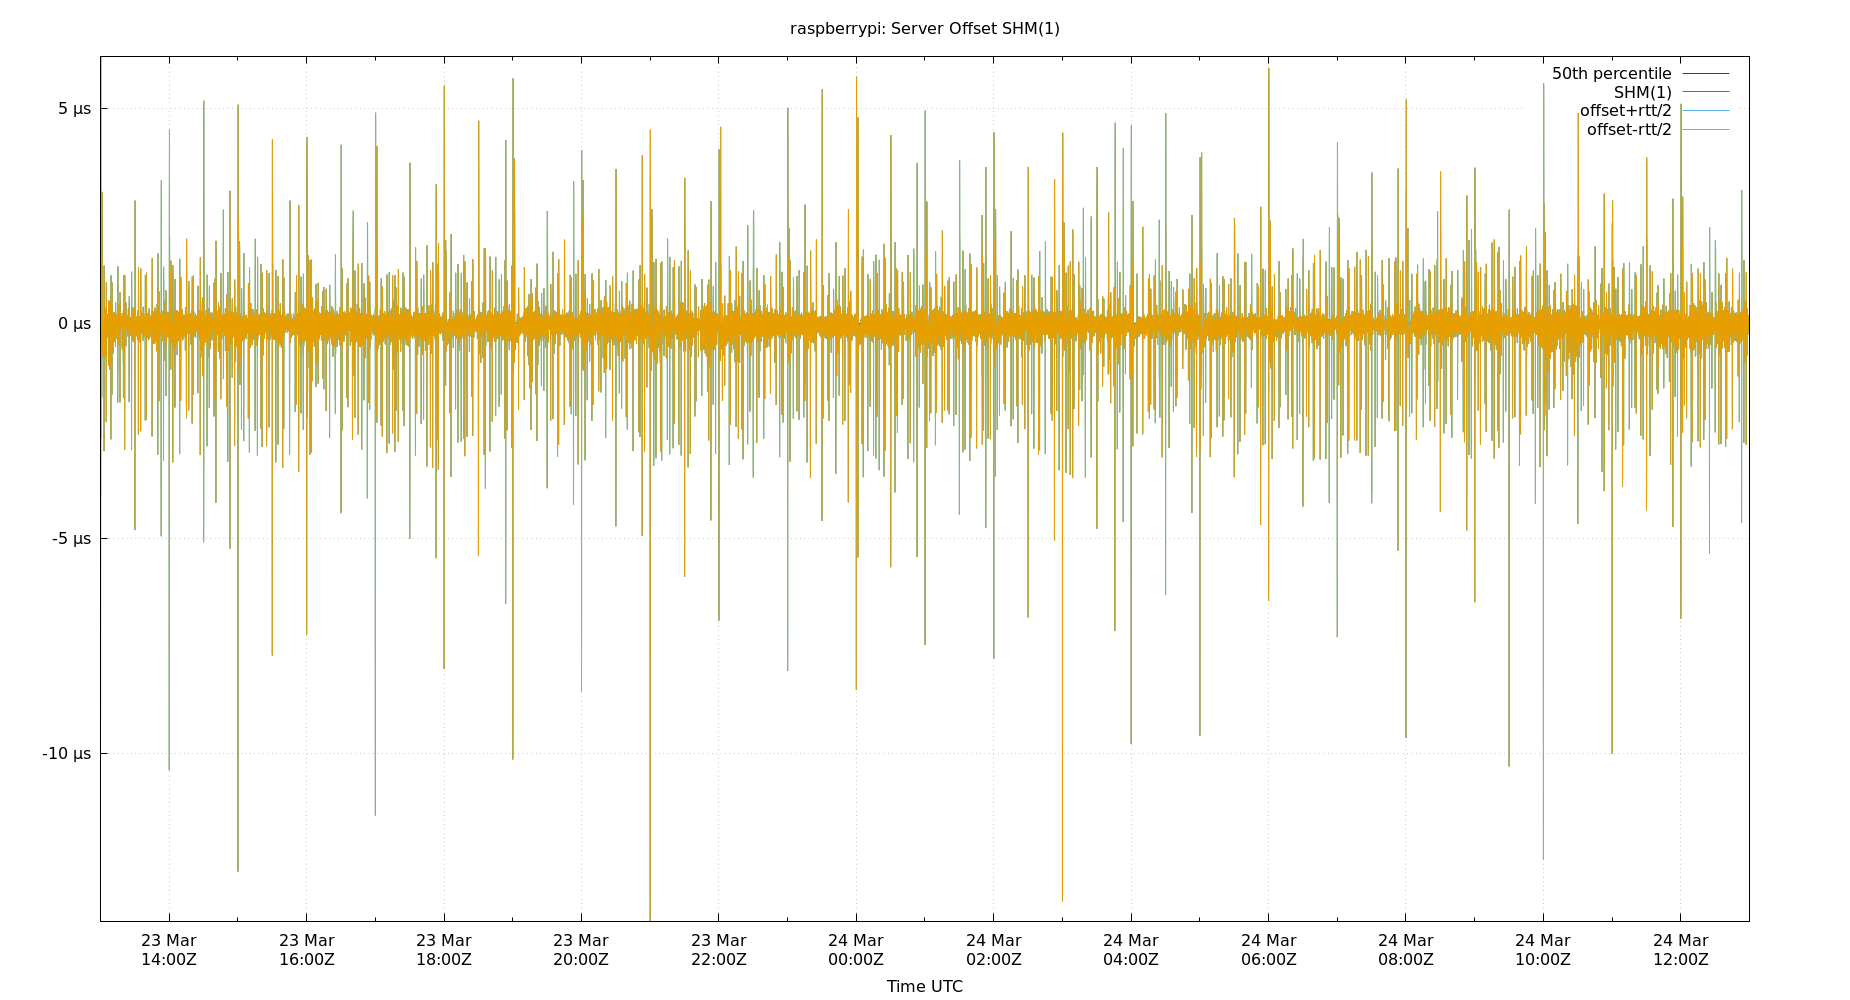 raspberrypi: Server Offset SHM(1)
50th percentile
SHM(1)
offset+rtt/2
offset-rtt/2
5 µs
0 µs
-5 µs
-10 µs
23 Mar 23 Mar 23 Mar 23 Mar 23 Mar 24 Mar 24 Mar 24 Mar 24 Mar 24 Mar 24 Mar 24 Mar
14:00Z 16:00Z 18:00Z 20:00Z 22:00Z 00:00Z 02:00Z 04:00Z 06:00Z 08:00Z 10:00Z 12:00Z
Time UTC